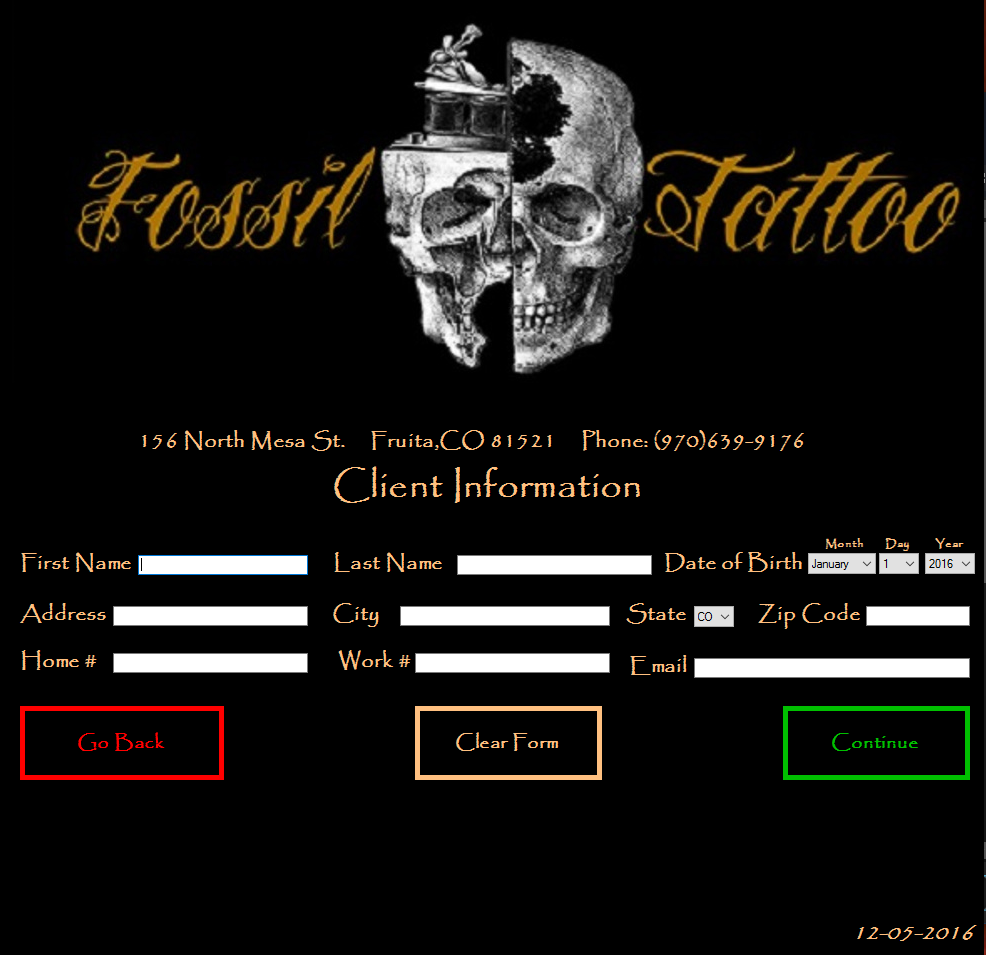 Fossil Tattoo
156 North Mesa St. Fruita,CO 81521 Phone: (970)639-9176
Client Information
Month Day Year
First Name Last Name Date of Birth January 1 2016
Address City State CO Zip Code
Home # Work # Email
Go Back Clear Form Continue
12-05-2016